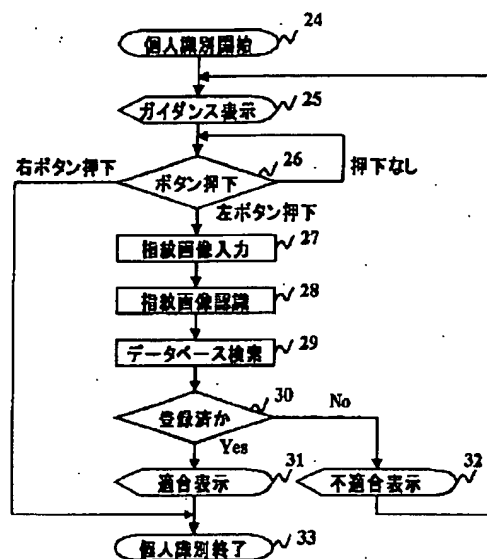 個人識別開始 24
ガイダンス表示 25
右ボタン押下
ボタン押下 26
押下なし
左ボタン押下
指紋画像入力 27
指紋画像認識 28
データベース検索 29
登録済か 30
No
Yes
適合表示 31
不適合表示 32
個人識別終了 33